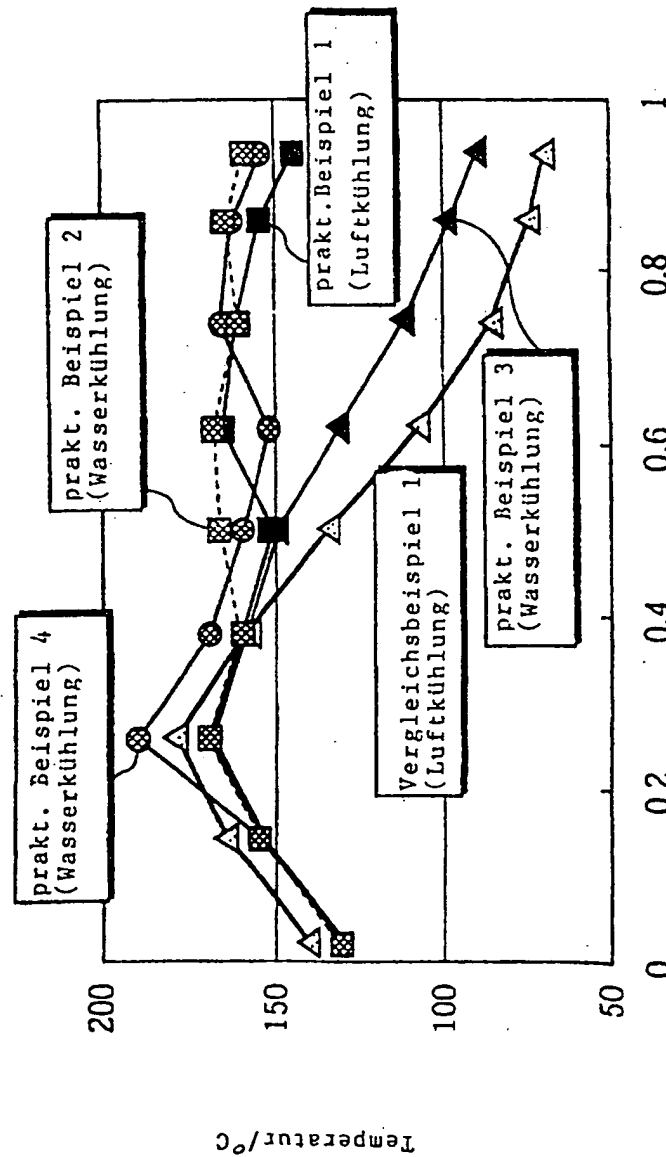 prakt. Beispiel 4
(Wasserkühlung)
prakt. Beispiel 2
(Wasserkühlung)
prakt.Beispiel 1
(Luftkühlung)
Vergleichsbeispiel 1
(Luftkühlung)
prakt. Beispiel 3
(Wasserkühlung)
Temperatur/°C
200
150
100
50
0
0.2
0.4
0.6
0.8
1